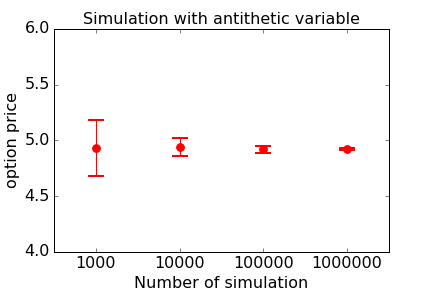 Simulation with antithetic variable
6.0
5.5
5.0
4.5
4.0
option price
1000 10000 100000 1000000
Number of simulation